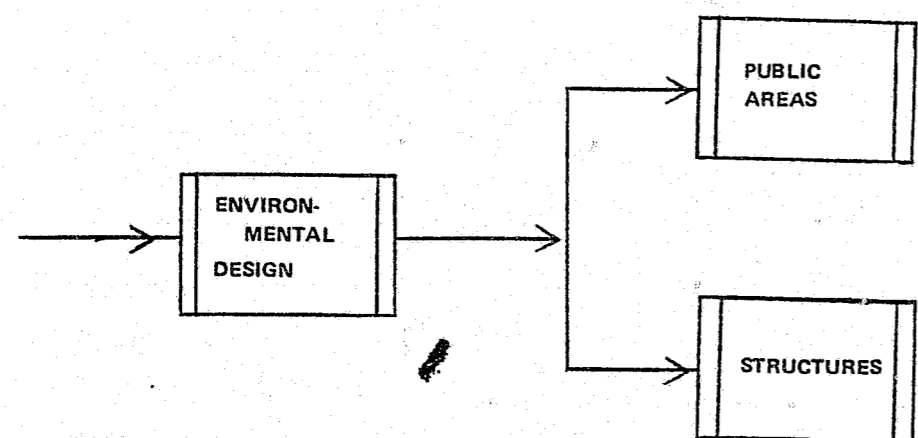 PUBLIC
AREAS
ENVIRON-
MENTAL
DESIGN
STRUCTURES